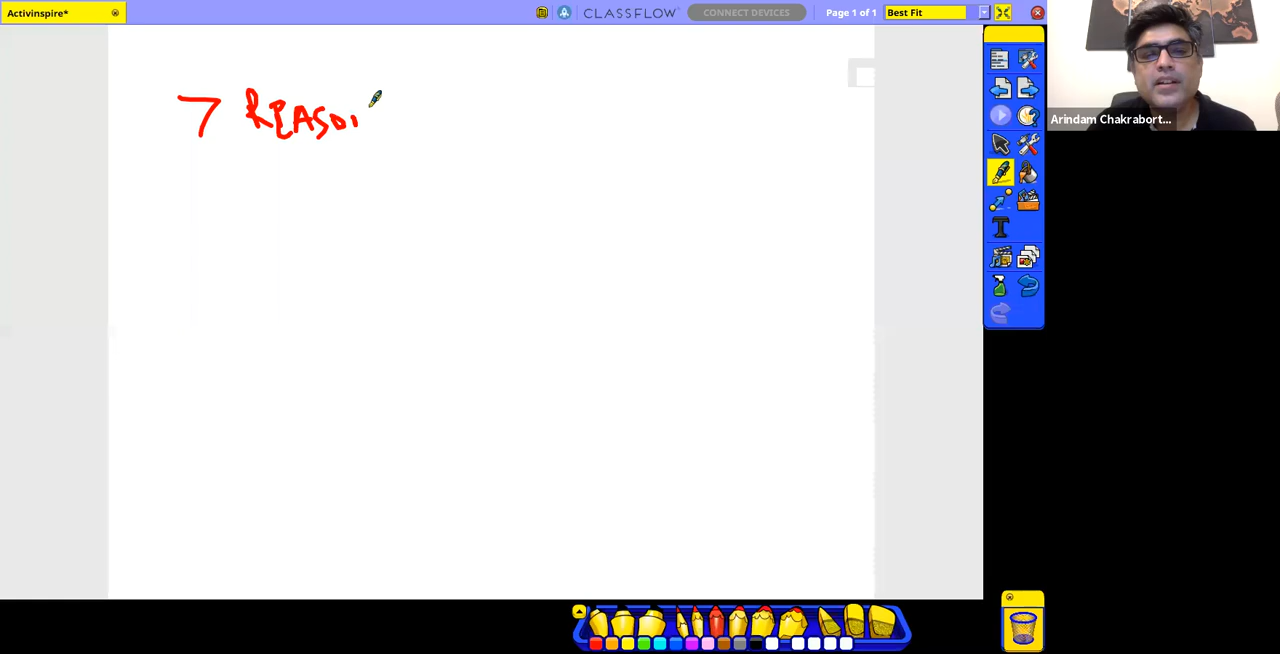 Activinspire*
CLASSFLOW
CONNECT DEVICES
Page 1 of 1
Best Fit
Arindam Chakrabort...
7 REASO
T